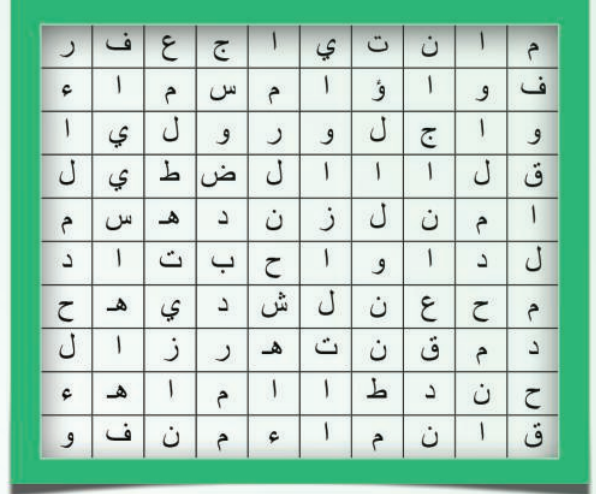 م ا ن ت ي ا ج ع ف ر
ف و ا ؤ ا م س م ا ء
و ا ج ل و ر و ل ي ا
ق ل ا ا ا ل ض ط ي ل
ا م ن ل ز ن د هـ س م
ل د ا و ا ح ب ت ا د
م ح ع ن ل ش د ي هـ ح
د م ق ن ت هـ ر ز ا ل
ح ن د ط ا ا م ا هـ ء
ق ا ن م ا ء م ن ف و